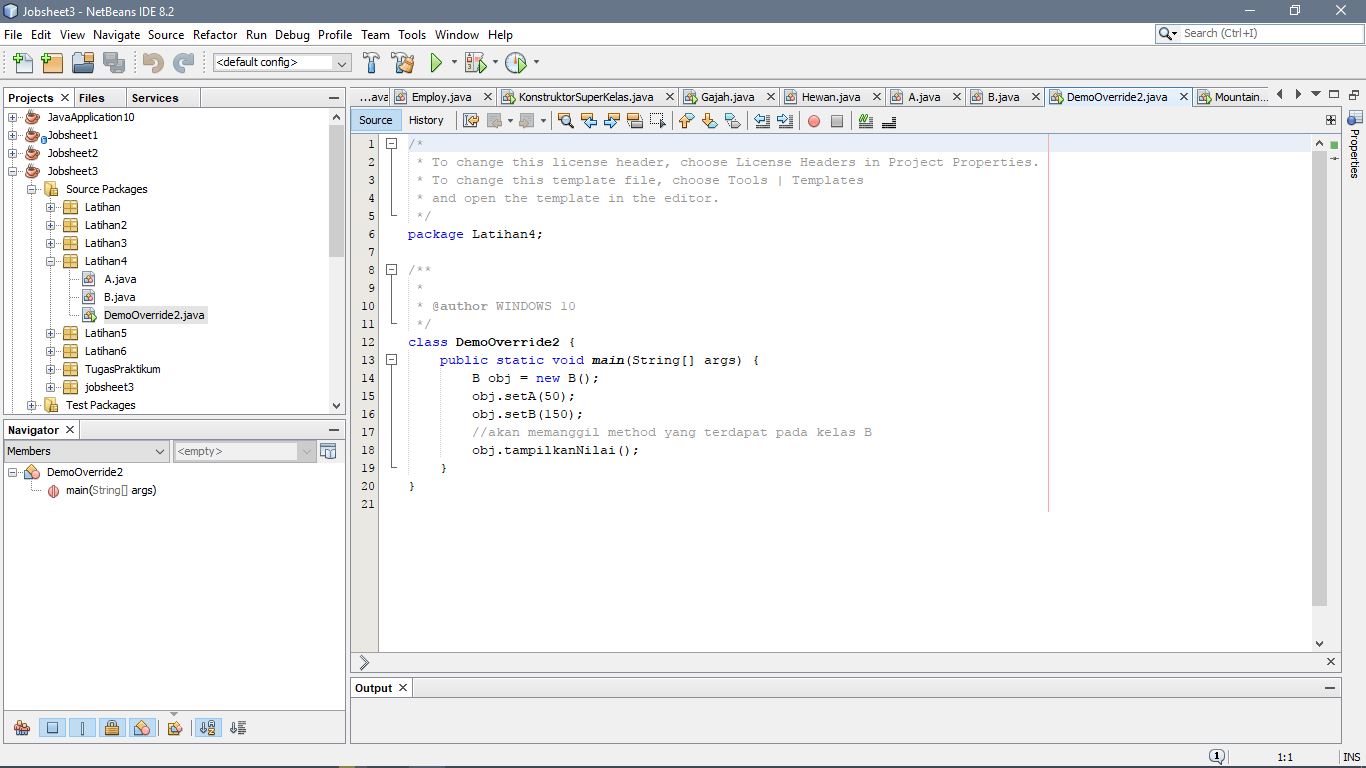 Jobsheet3 - NetBeans IDE 8.2
File Edit View Navigate Source Refactor Run Debug Profile Team Tools Window Help
Search (Ctrl+I)
<default config>
Projects Files Services
JavaApplication10
Jobsheet1
Jobsheet2
Jobsheet3
Source Packages
Latihan
Latihan2
Latihan3
Latihan4
A.java
B.java
DemoOverride2.java
Latihan5
Latihan6
TugasPraktikum
jobsheet3
Test Packages
Navigator
Members <empty>
DemoOverride2
main(String[] args)
...ava Employ.java KonstruktorSuperKelas.java Gajah.java Hewan.java A.java B.java DemoOverride2.java Mountain...
Source History
1 /*
2 * To change this license header, choose License Headers in Project Properties.
3 * To change this template file, choose Tools | Templates
4 * and open the template in the editor.
5 */
6 package Latihan4;
7
8 /**
9 *
10 * @author WINDOWS 10
11 */
12 class DemoOverride2 {
13 public static void main(String[] args) {
14 B obj = new B();
15 obj.setA(50);
16 obj.setB(150);
17 //akan memanggil method yang terdapat pada kelas B
18 obj.tampilkanNilai();
19 }
20 }
21
Properties
Output
1 1:1 INS